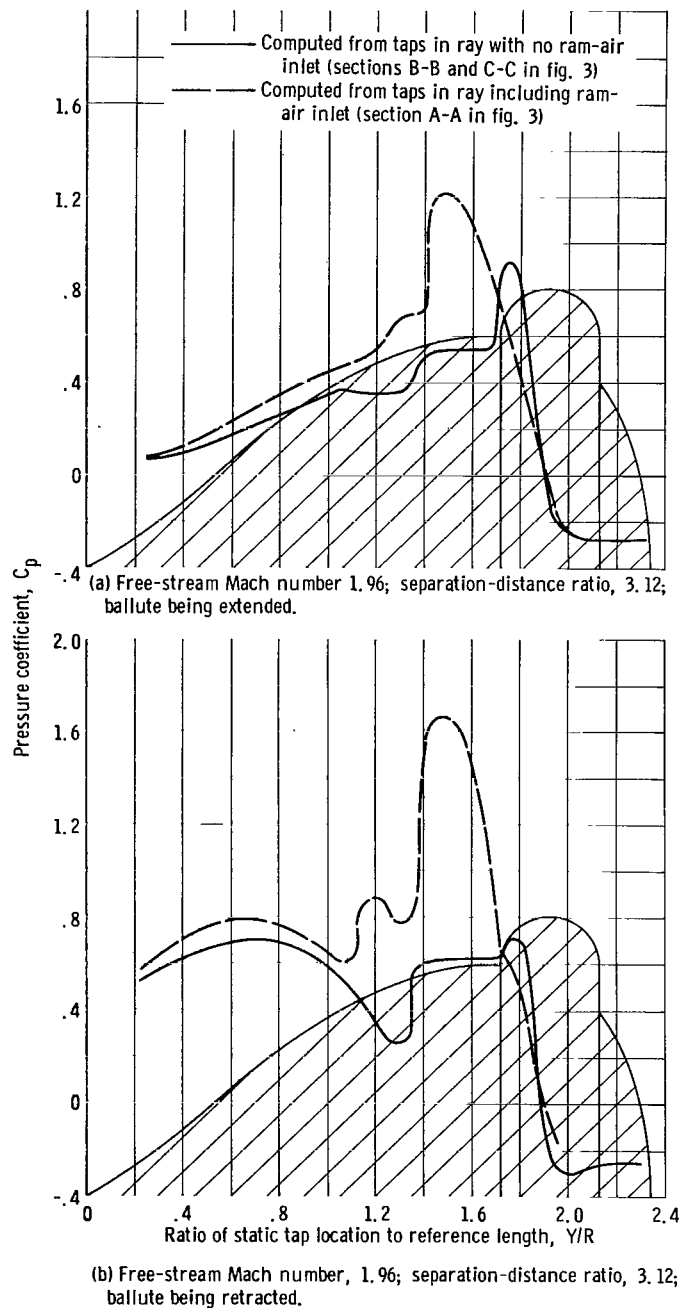 Computed from taps in ray with no ram-air
inlet (sections B-B and C-C in fig. 3)
Computed from taps in ray including ram-
air inlet (section A-A in fig. 3)
1.6
1.2
.8
.4
0
-.4
(a) Free-stream Mach number 1.96; separation-distance ratio, 3.12;
ballute being extended.
Pressure coefficient, Cp
2.0
1.6
1.2
.8
.4
0
-.4
0 .4 .8 1.2 1.6 2.0 2.4
Ratio of static tap location to reference length, Y/R
(b) Free-stream Mach number, 1.96; separation-distance ratio, 3.12;
ballute being retracted.